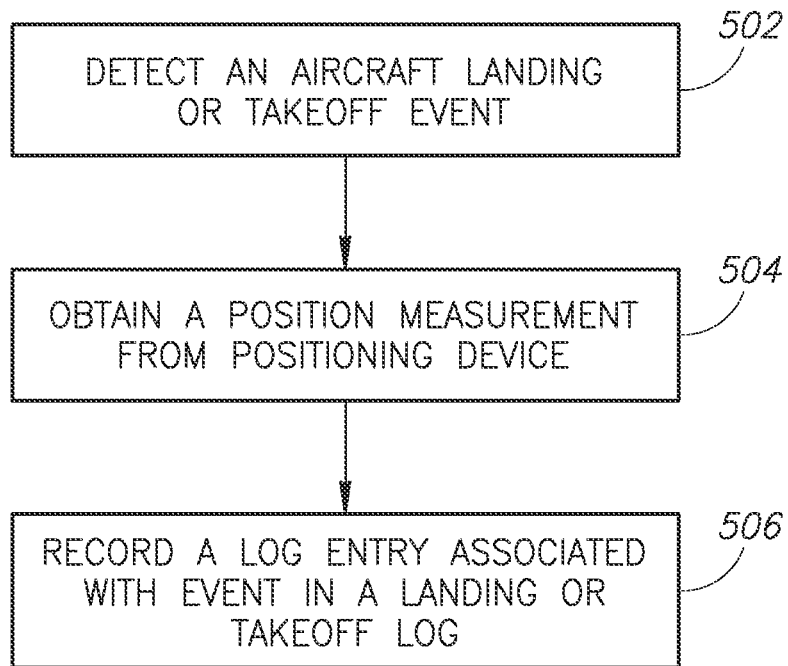 502
DETECT AN AIRCRAFT LANDING
OR TAKEOFF EVENT
504
OBTAIN A POSITION MEASUREMENT
FROM POSITIONING DEVICE
506
RECORD A LOG ENTRY ASSOCIATED
WITH EVENT IN A LANDING OR
TAKEOFF LOG